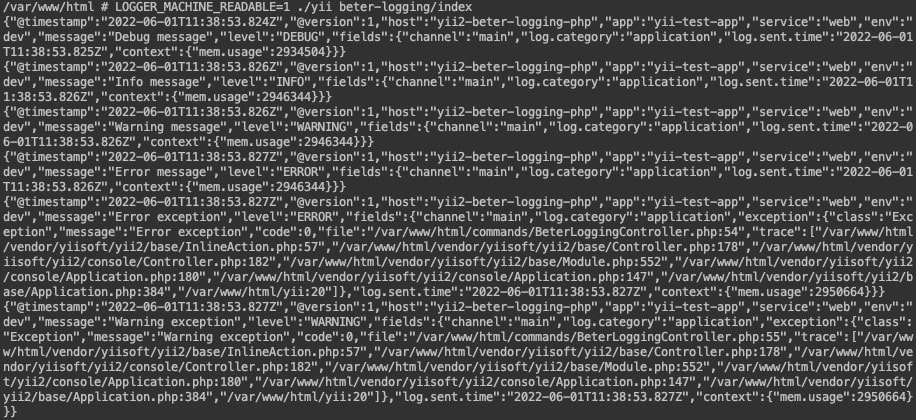 /var/www/html # LOGGER_MACHINE_READABLE=1 ./yii beter-logging/index
{"@timestamp":"2022-06-01T11:38:53.824Z","@version":1,"host":"yii2-beter-logging-php","app":"yii-test-app","service":"web","env":"
dev","message":"Debug message","level":"DEBUG","fields":{"channel":"main","log.category":"application","log.sent.time":"2022-06-01
T11:38:53.825Z","context":{"mem.usage":2934504}}}
{"@timestamp":"2022-06-01T11:38:53.826Z","@version":1,"host":"yii2-beter-logging-php","app":"yii-test-app","service":"web","env":"
dev","message":"Info message","level":"INFO","fields":{"channel":"main","log.category":"application","log.sent.time":"2022-06-01T1
1:38:53.826Z","context":{"mem.usage":2946344}}}
{"@timestamp":"2022-06-01T11:38:53.826Z","@version":1,"host":"yii2-beter-logging-php","app":"yii-test-app","service":"web","env":"
dev","message":"Warning message","level":"WARNING","fields":{"channel":"main","log.category":"application","log.sent.time":"2022-0
6-01T11:38:53.826Z","context":{"mem.usage":2946344}}}
{"@timestamp":"2022-06-01T11:38:53.827Z","@version":1,"host":"yii2-beter-logging-php","app":"yii-test-app","service":"web","env":"
dev","message":"Error message","level":"ERROR","fields":{"channel":"main","log.category":"application","log.sent.time":"2022-06-01
T11:38:53.826Z","context":{"mem.usage":2946344}}}
{"@timestamp":"2022-06-01T11:38:53.827Z","@version":1,"host":"yii2-beter-logging-php","app":"yii-test-app","service":"web","env":"
dev","message":"Error exception","level":"ERROR","fields":{"channel":"main","log.category":"application","exception":{"class":"Exc
eption","message":"Error exception","code":0,"file":"/var/www/html/commands/BeterLoggingController.php:54","trace":["/var/www/html
/vendor/yiisoft/yii2/base/InlineAction.php:57","/var/www/html/vendor/yiisoft/yii2/base/Controller.php:178","/var/www/html/vendor/y
iisoft/yii2/console/Controller.php:182","/var/www/html/vendor/yiisoft/yii2/base/Module.php:552","/var/www/html/vendor/yiisoft/yii2
/console/Application.php:180","/var/www/html/vendor/yiisoft/yii2/console/Application.php:147","/var/www/html/vendor/yiisoft/yii2/b
ase/Application.php:384","/var/www/html/yii:20"]},"log.sent.time":"2022-06-01T11:38:53.827Z","context":{"mem.usage":2950664}}}
{"@timestamp":"2022-06-01T11:38:53.827Z","@version":1,"host":"yii2-beter-logging-php","app":"yii-test-app","service":"web","env":"
dev","message":"Warning exception","level":"WARNING","fields":{"channel":"main","log.category":"application","exception":{"class":
"Exception","message":"Warning exception","code":0,"file":"/var/www/html/commands/BeterLoggingController.php:55","trace":["/var/ww
w/html/vendor/yiisoft/yii2/base/InlineAction.php:57","/var/www/html/vendor/yiisoft/yii2/base/Controller.php:178","/var/www/html/ve
ndor/yiisoft/yii2/console/Controller.php:182","/var/www/html/vendor/yiisoft/yii2/base/Module.php:552","/var/www/html/vendor/yiisof
t/yii2/console/Application.php:180","/var/www/html/vendor/yiisoft/yii2/console/Application.php:147","/var/www/html/vendor/yiisoft/
yii2/base/Application.php:384","/var/www/html/yii:20"]},"log.sent.time":"2022-06-01T11:38:53.827Z","context":{"mem.usage":2950664}
}}